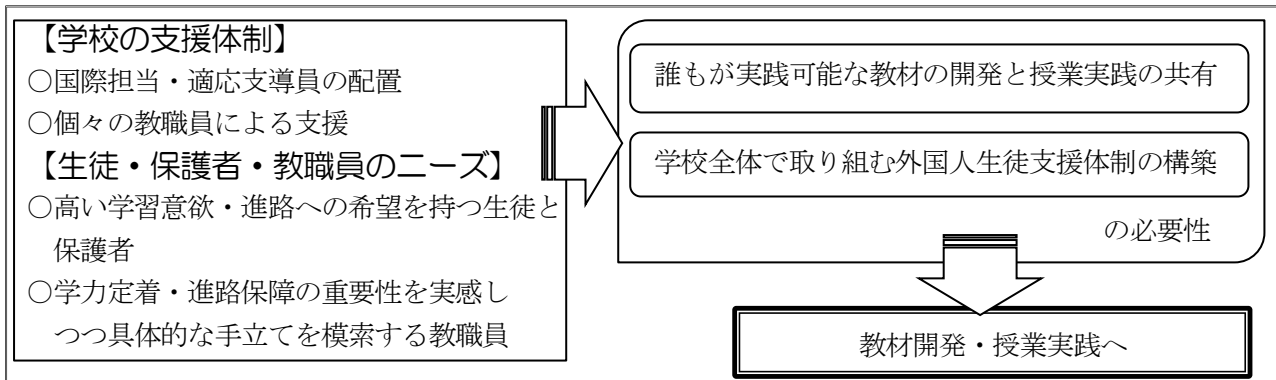 【学校の支援体制】
○国際担当・適応支導員の配置
○個々の教職員による支援
【生徒・保護者・教職員のニーズ】
○高い学習意欲・進路への希望を持つ生徒と
保護者
○学力定着・進路保障の重要性を実感し
つつ具体的な手立てを模索する教職員
誰もが実践可能な教材の開発と授業実践の共有
学校全体で取り組む外国人生徒支援体制の構築
の必要性
教材開発・授業実践へ